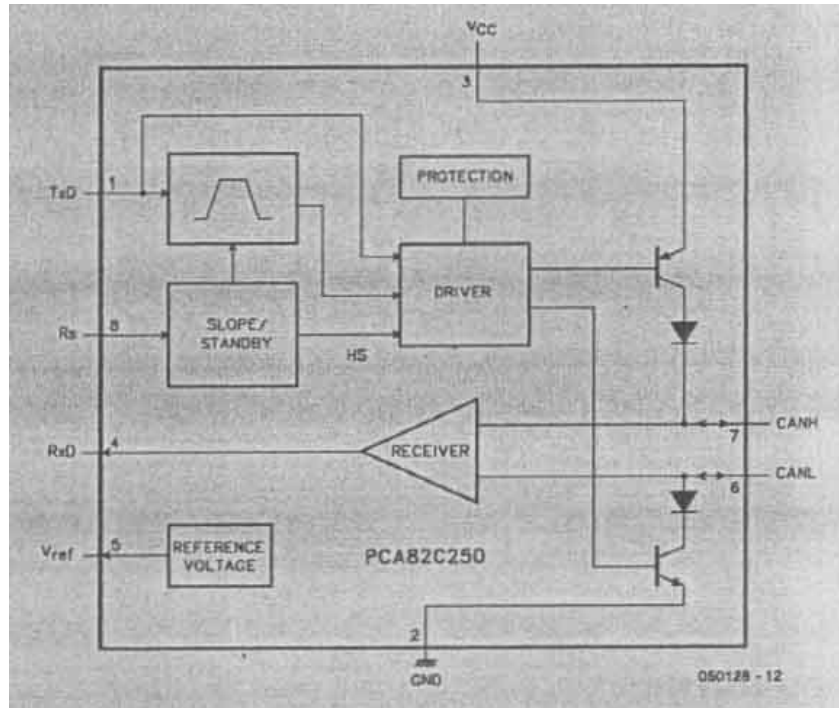 VCC
3
TxD
1
PROTECTION
DRIVER
Rs
8
SLOPE/
STANDBY
HS
RxD
4
RECEIVER
7
CANH
6
CANL
Vref
5
REFERENCE
VOLTAGE
PCA82C250
2
GND
050128 - 12